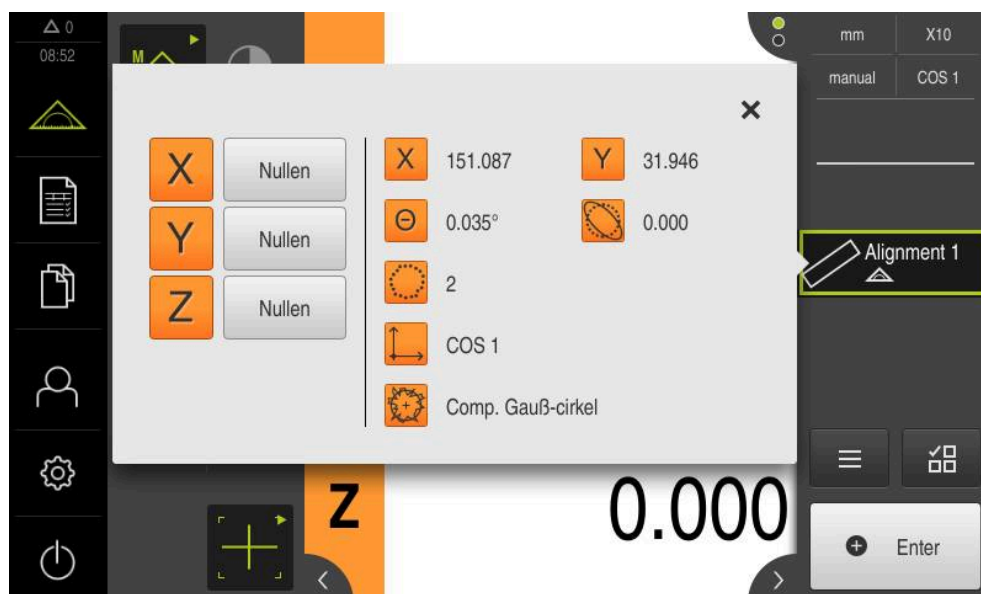 0
08:52
M
mm X10
manual COS 1
X Nullen
Y Nullen
Z Nullen
X 151.087 Y 31.946
Θ 0.035° 0.000
2
COS 1
Comp. Gauß-cirkel
Alignment 1
Z 0.000
Enter